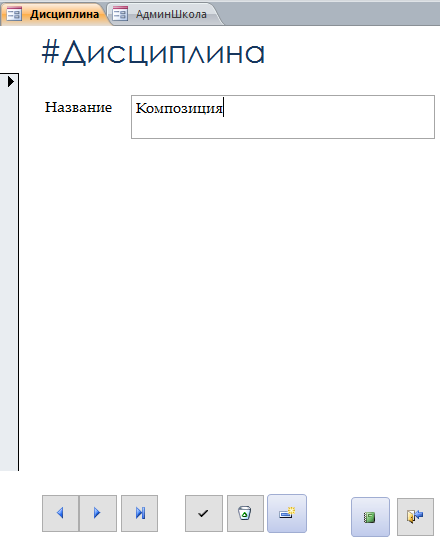 Дисциплина
АдминШкола
#Дисциплина
Название
Композиция